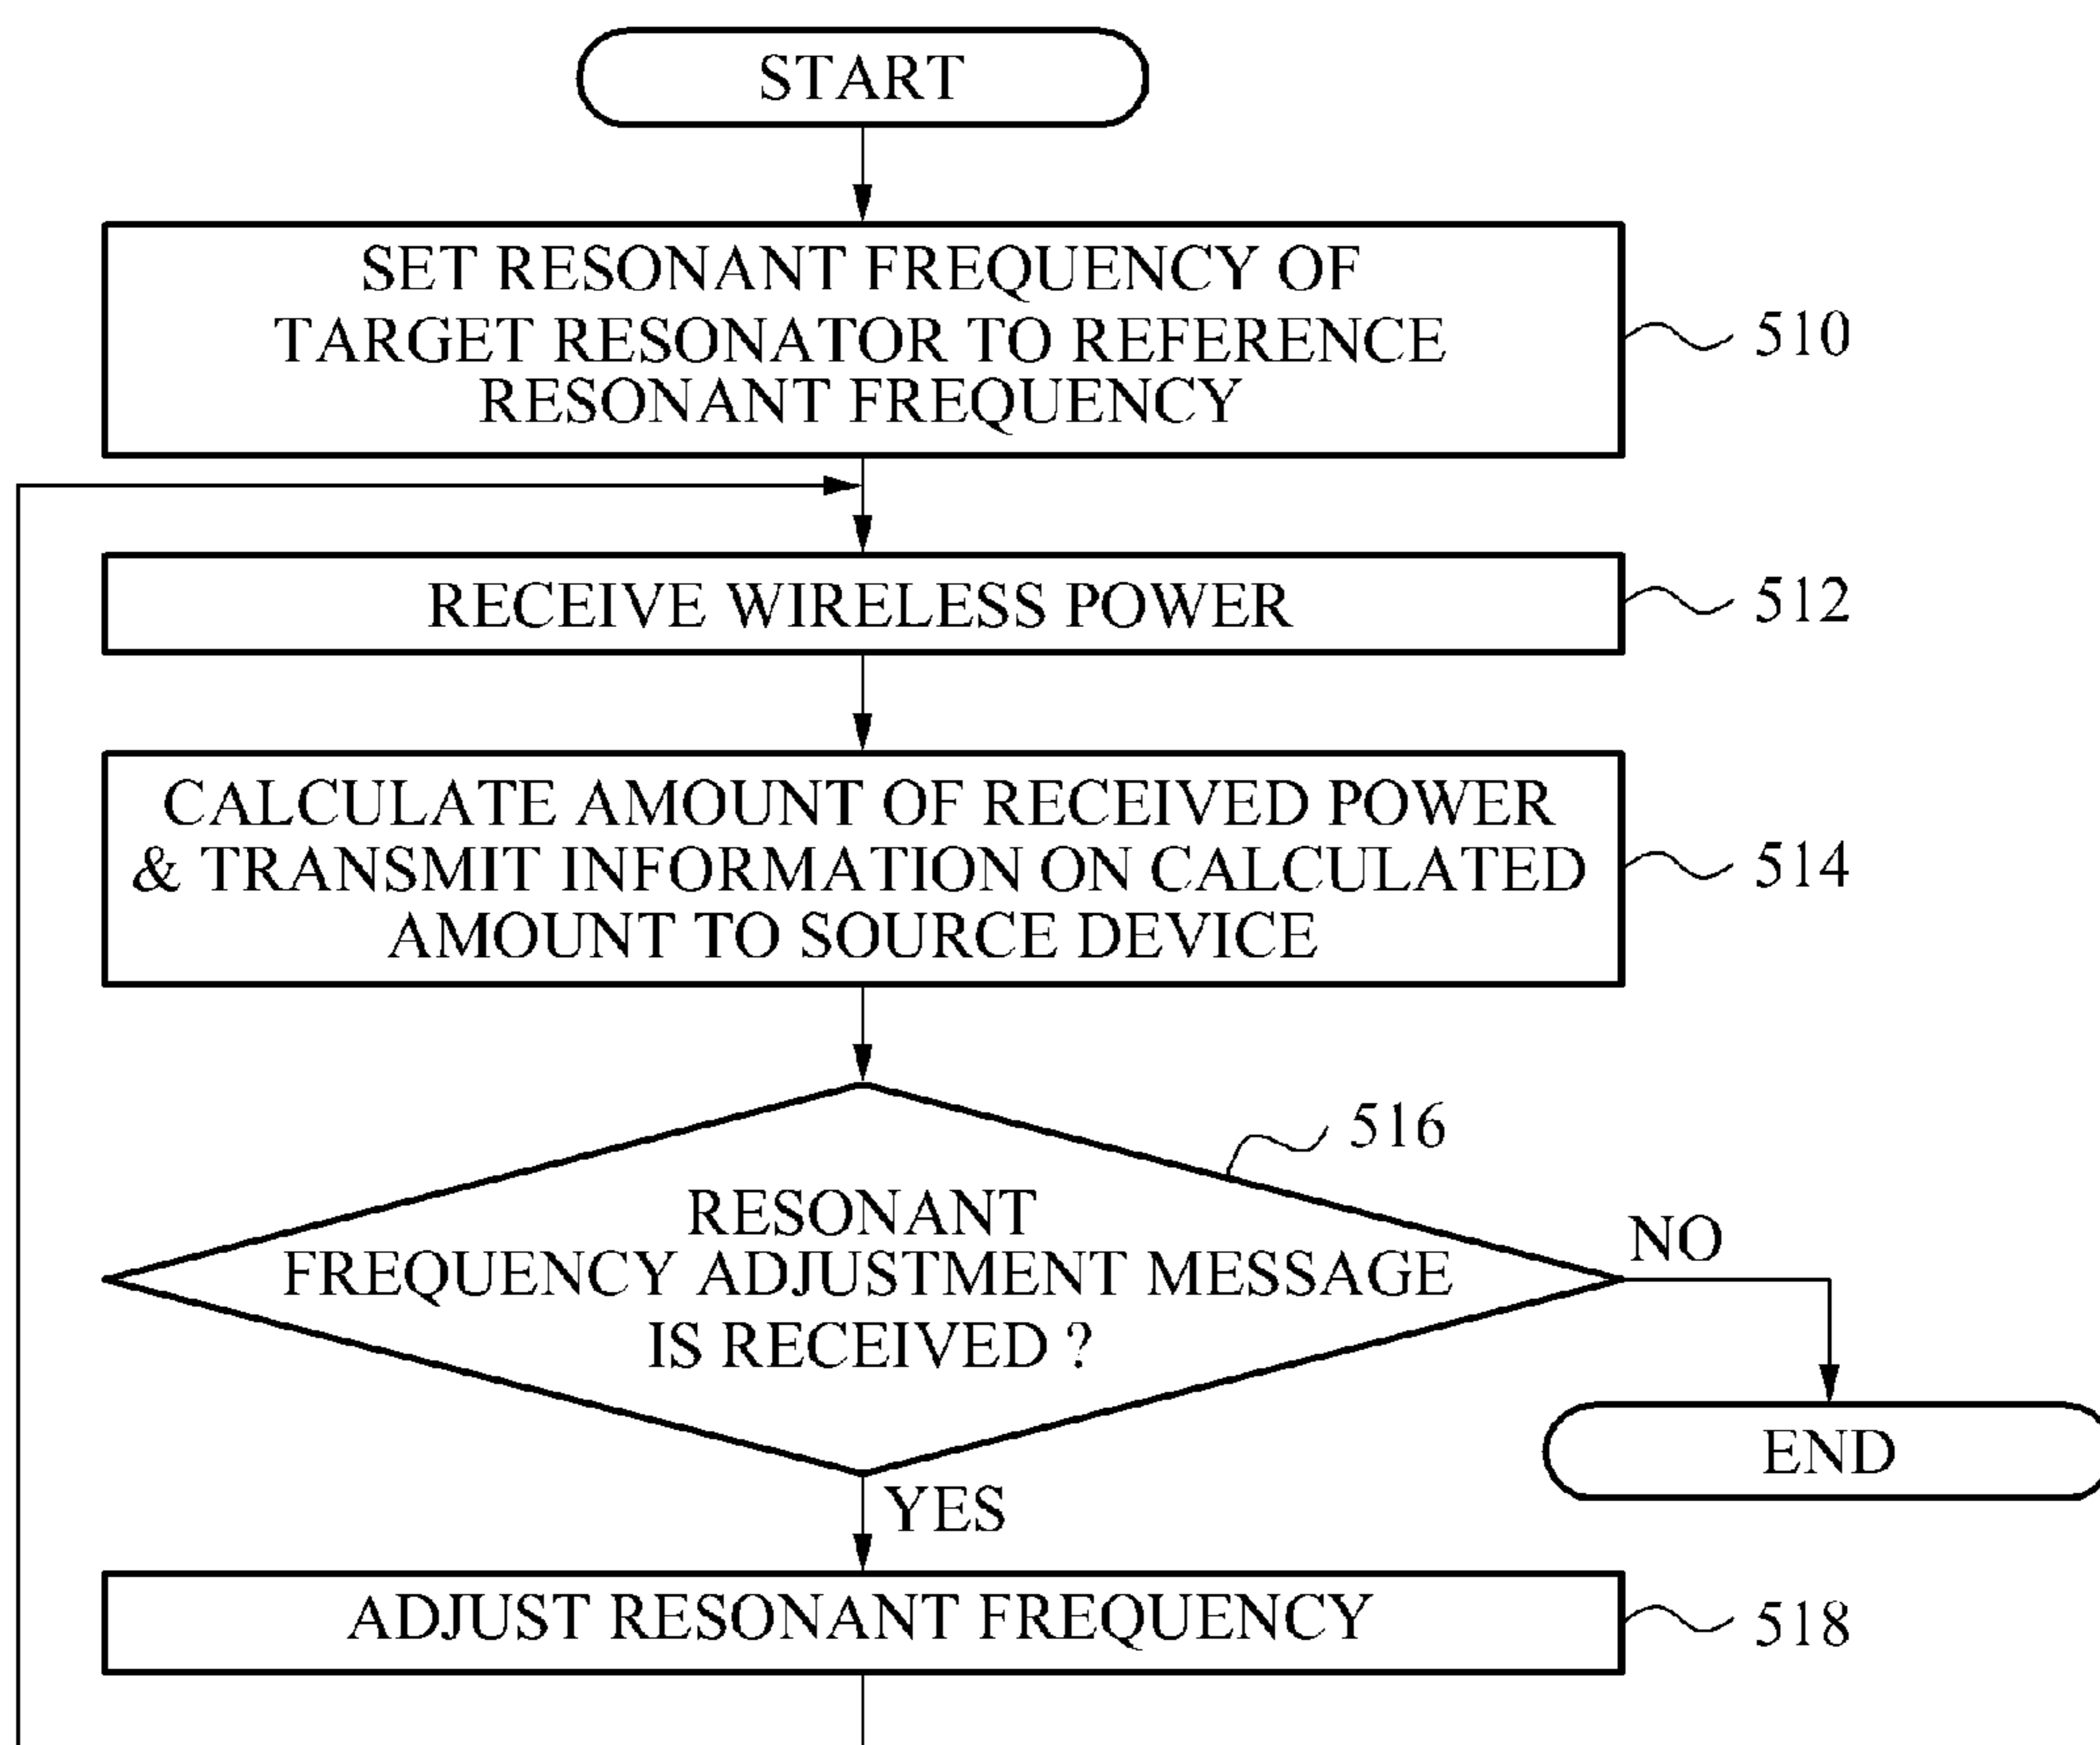 START
SET RESONANT FREQUENCY OF
TARGET RESONATOR TO REFERENCE
RESONANT FREQUENCY
510
RECEIVE WIRELESS POWER
512
CALCULATE AMOUNT OF RECEIVED POWER
& TRANSMIT INFORMATION ON CALCULATED
AMOUNT TO SOURCE DEVICE
514
516
RESONANT
FREQUENCY ADJUSTMENT MESSAGE
IS RECEIVED ?
NO
END
YES
ADJUST RESONANT FREQUENCY
518